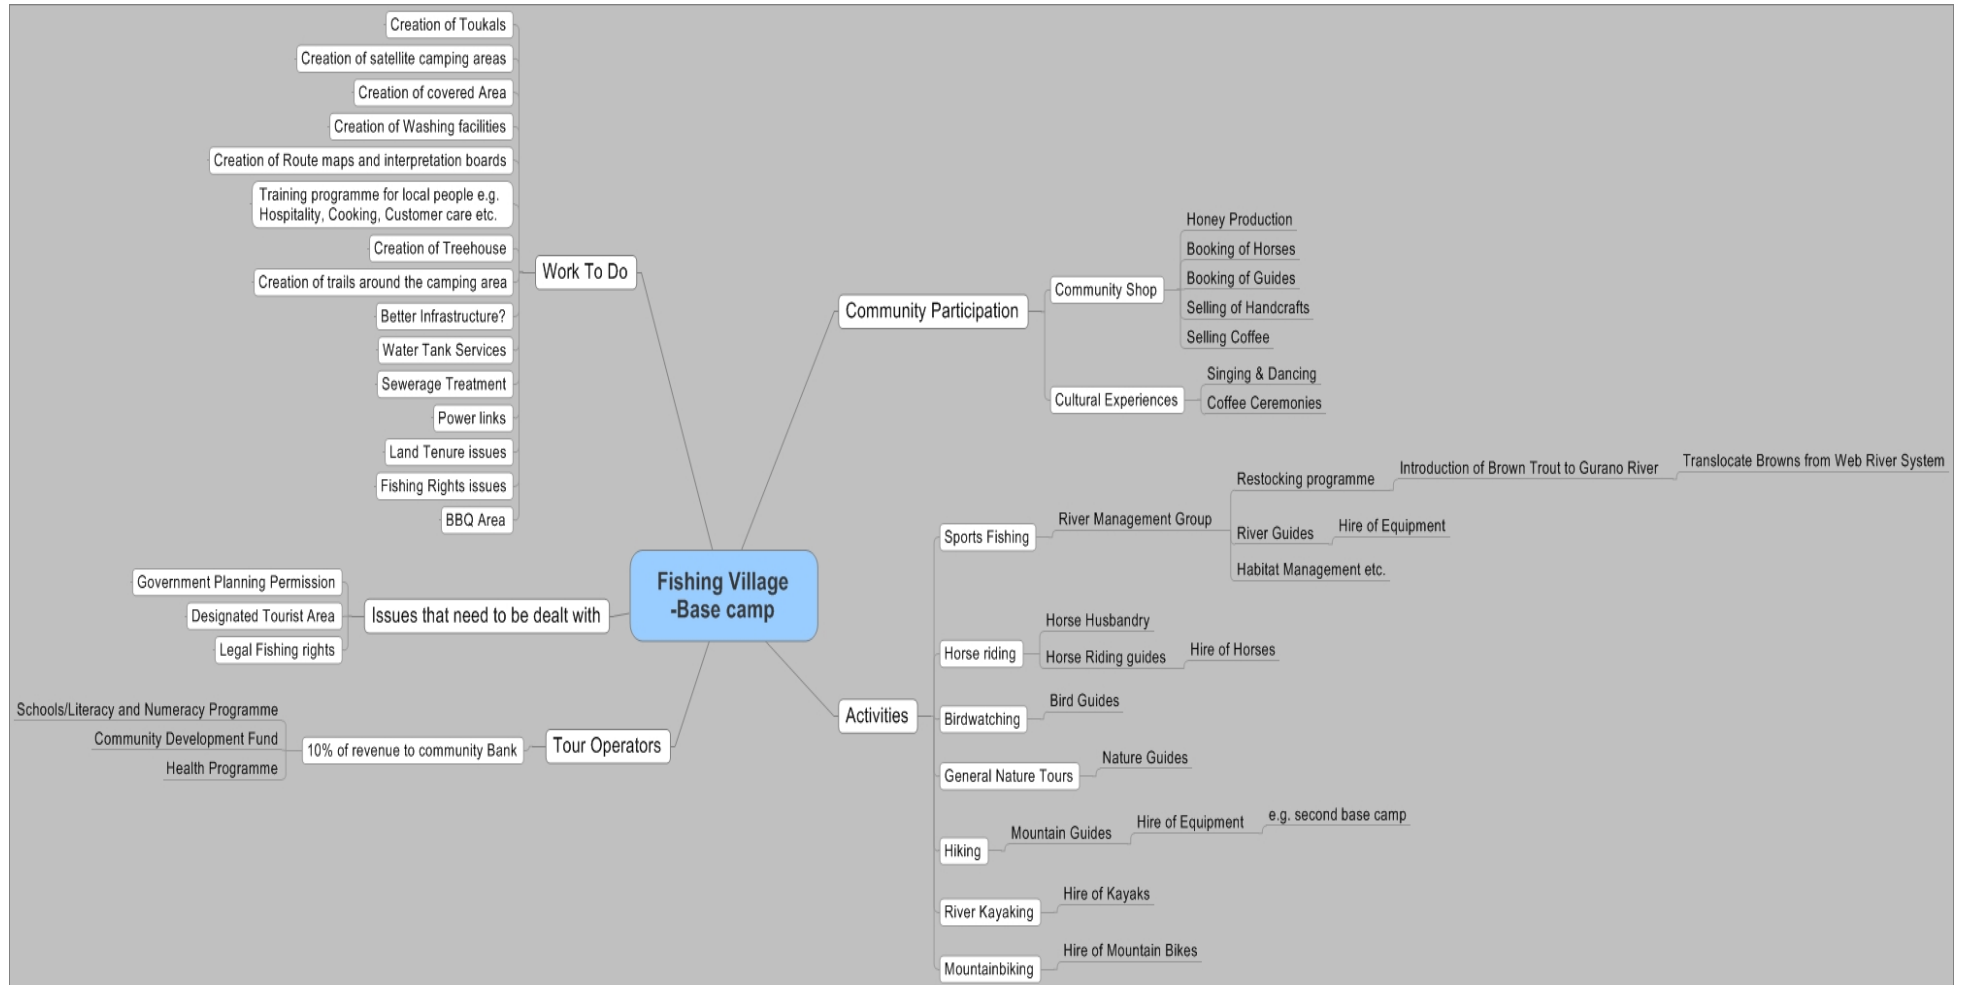 Creation of Toukals
Creation of satellite camping areas
Creation of covered Area
Creation of Washing facilities
Creation of Route maps and interpretation boards
Training programme for local people e.g.
Hospitality, Cooking, Customer care etc.
Creation of Treehouse
Creation of trails around the camping area
Better Infrastructure?
Water Tank Services
Sewerage Treatment
Power links
Land Tenure issues
Fishing Rights issues
BBQ Area
Work To Do
Government Planning Permission
Designated Tourist Area
Legal Fishing rights
Issues that need to be dealt with
Schools/Literacy and Numeracy Programme
Community Development Fund
Health Programme
10% of revenue to community Bank
Tour Operators
Fishing Village
-Base camp
Community Participation
Community Shop
Honey Production
Booking of Horses
Booking of Guides
Selling of Handcrafts
Selling Coffee
Cultural Experiences
Singing & Dancing
Coffee Ceremonies
Activities
Sports Fishing
River Management Group
Restocking programme
Introduction of Brown Trout to Gurano River
Translocate Browns from Web River System
River Guides
Hire of Equipment
Habitat Management etc.
Horse riding
Horse Husbandry
Horse Riding guides
Hire of Horses
Birdwatching
Bird Guides
General Nature Tours
Nature Guides
Hiking
Mountain Guides
Hire of Equipment
e.g. second base camp
River Kayaking
Hire of Kayaks
Mountainbiking
Hire of Mountain Bikes